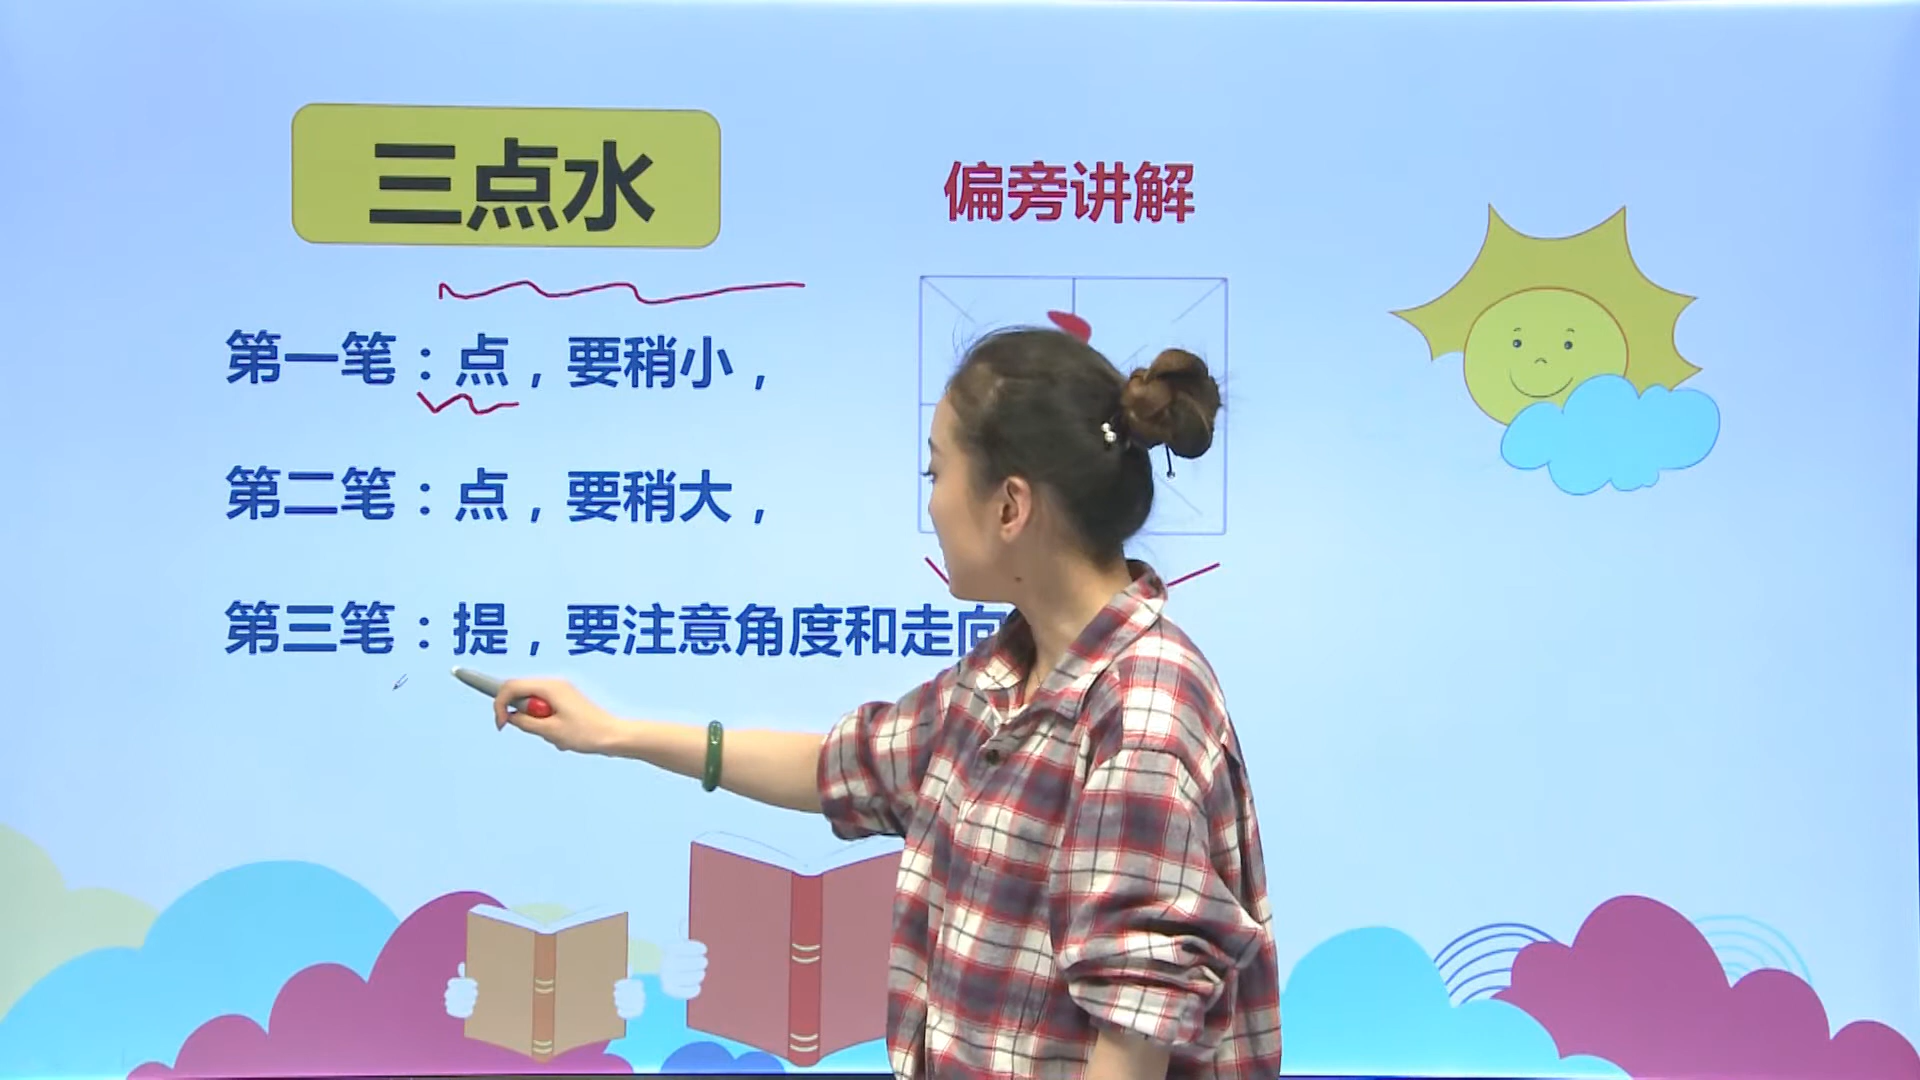 三点水
偏旁讲解
第一笔：点，要稍小，
第二笔：点，要稍大，
第三笔：提，要注意角度和走向